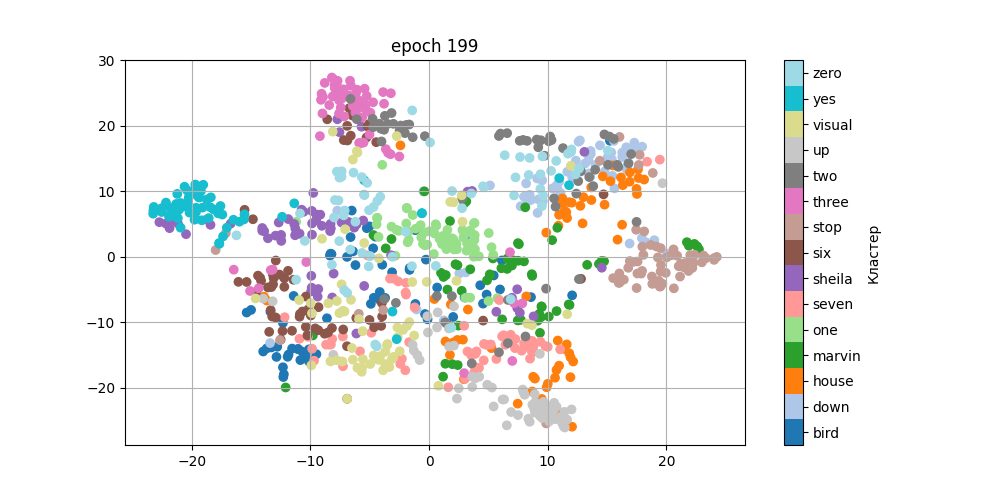 epoch 199
30
20
10
0
−10
−20
−20
−10
0
10
20
zero
yes
visual
up
two
three
stop
six
sheila
seven
one
marvin
house
down
bird
Кластер